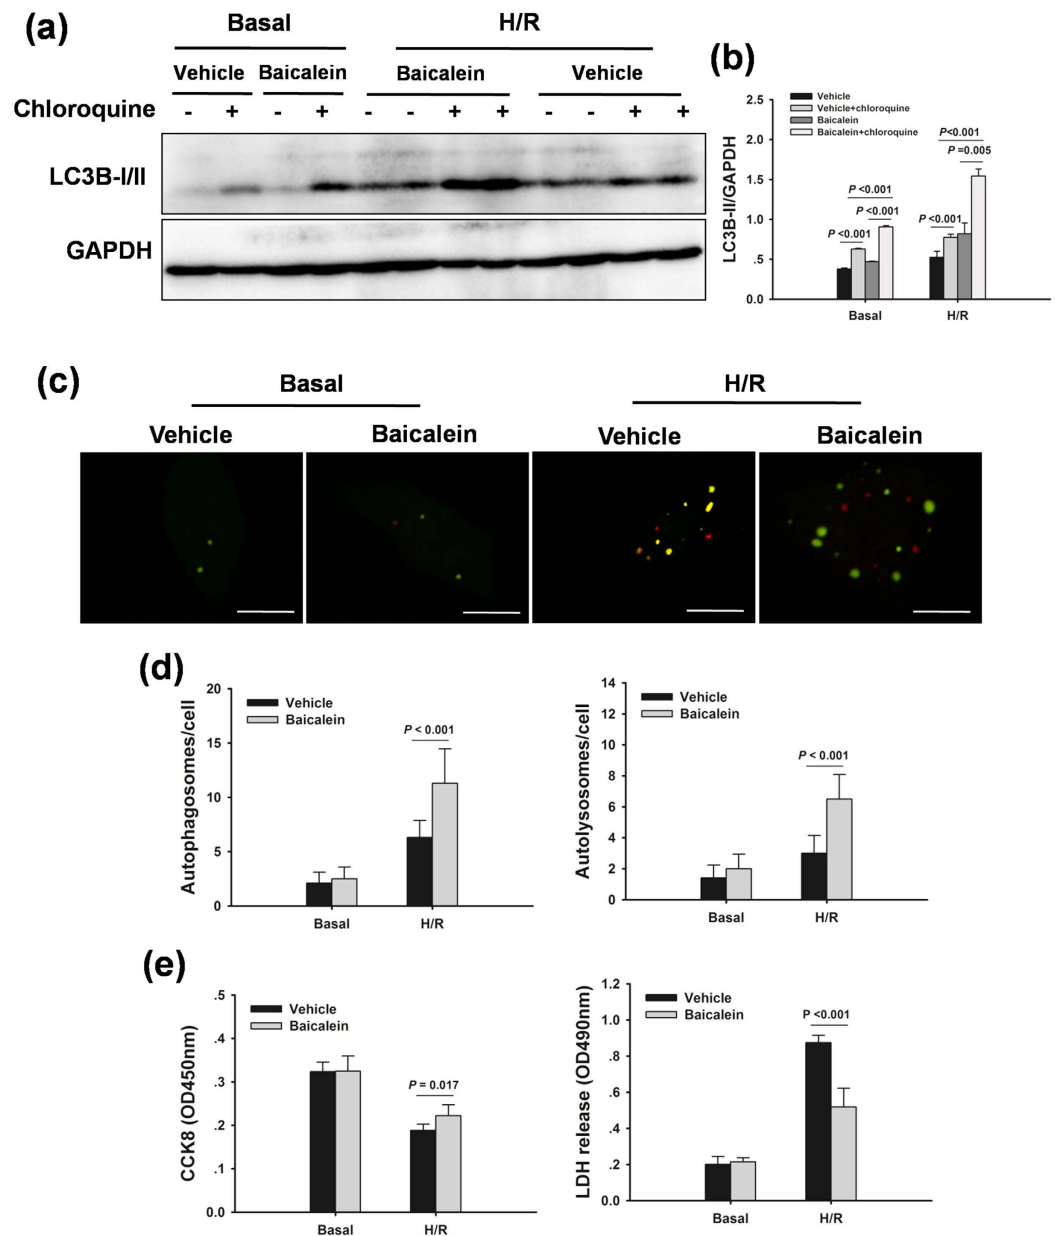 (a)
Basal
H/R
Vehicle
Baicalein
Baicalein
Vehicle
Chloroquine
- + - + - - + + - - + +
LC3B-I/II
GAPDH
(b)
Vehicle
Vehicle+chloroquine
Baicalein
Baicalein+chloroquine
LC3B-II/GAPDH
2.5
2.0
1.5
1.0
.5
0.0
P <0.001
P <0.001
P <0.001
P<0.001
P =0.005
P <0.001
Basal
H/R
(c)
Basal
H/R
Vehicle
Baicalein
Vehicle
Baicalein
(d)
Autophagosomes/cell
20
15
10
5
0
Vehicle
Baicalein
P < 0.001
Basal
H/R
Autolysosomes/cell
14
12
10
8
6
4
2
0
Vehicle
Baicalein
P < 0.001
Basal
H/R
(e)
CCK8 (OD450nm)
.5
.4
.3
.2
.1
0.0
Vehicle
Baicalein
P = 0.017
Basal
H/R
LDH release (OD490nm)
1.2
1.0
.8
.6
.4
.2
0.0
Vehicle
Baicalein
P <0.001
Basal
H/R